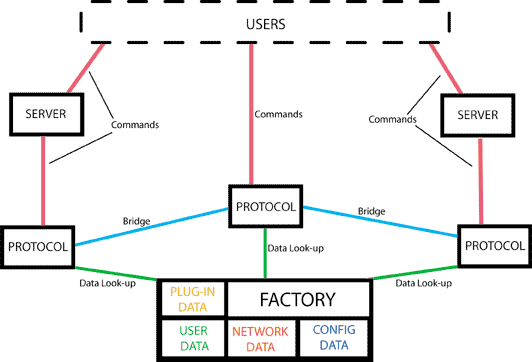 USERS
SERVER
SERVER
Commands
Commands
Commands
PROTOCOL
PROTOCOL
PROTOCOL
Bridge
Bridge
Data Look-up
Data Look-up
Data Look-up
PLUG-IN
DATA
FACTORY
USER
DATA
NETWORK
DATA
CONFIG
DATA